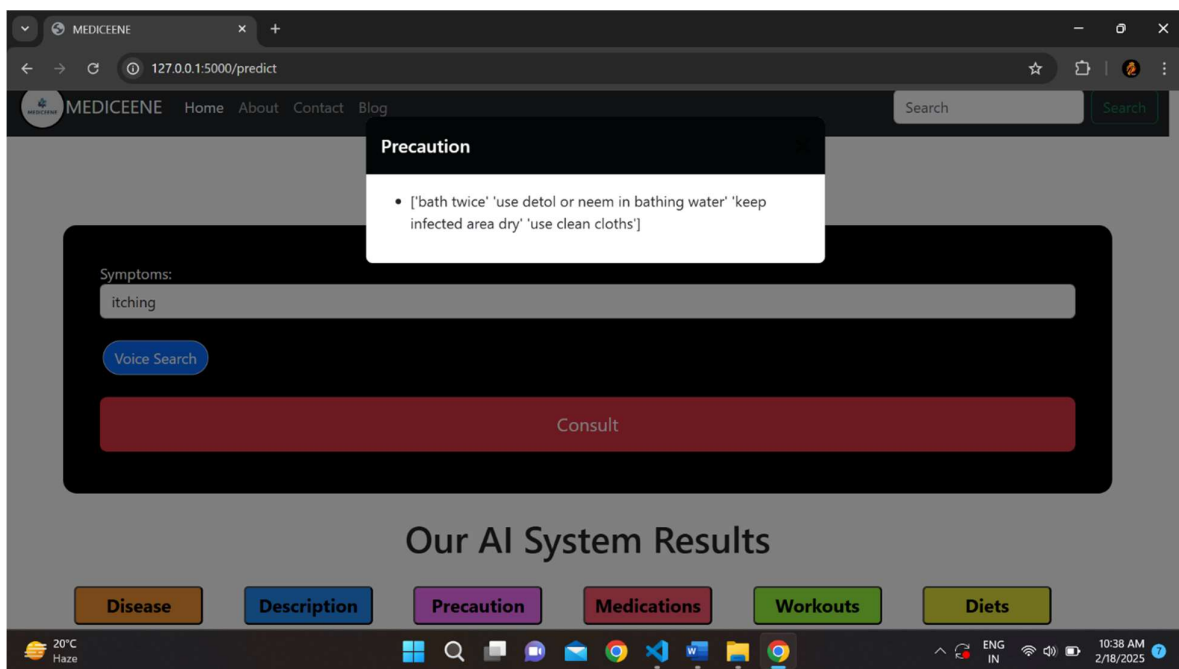 MEDICEENE
127.0.0.1:5000/predict
MEDICEENE MEDICEENE Home About Contact Blog Search Search
Precaution
['bath twice' 'use detol or neem in bathing water' 'keep
infected area dry' 'use clean cloths']
Symptoms:
itching
Voice Search
Consult
Our AI System Results
Disease Description Precaution Medications Workouts Diets
20°C
Haze
ENG
IN
10:38 AM
2/18/2025
7